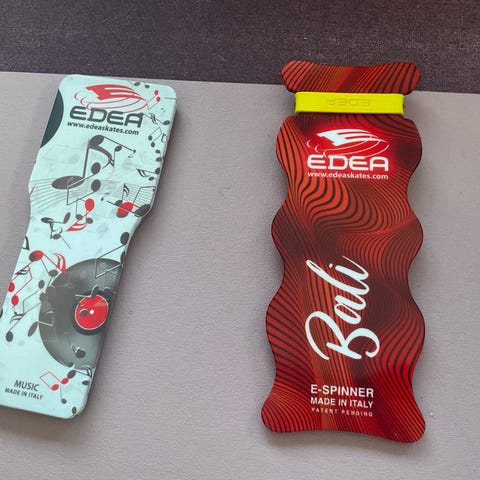 EDEA
www.edeaskates.com
MUSIC
MADE IN ITALY
EDEA
EDEA
www.edeaskates.com
Bali
E-SPINNER
MADE IN ITALY
PATENT PENDING